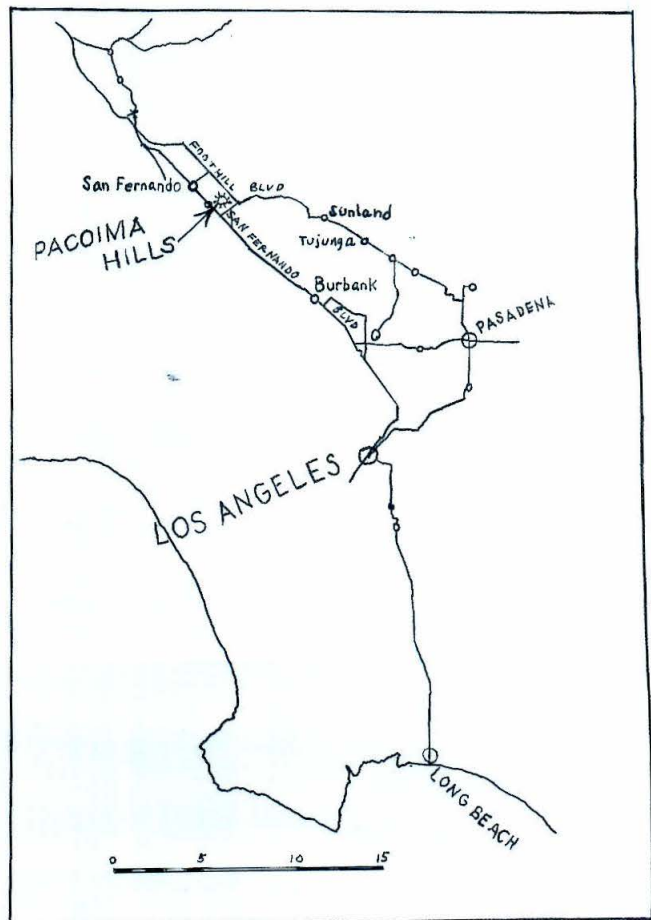 FOOTHILL
BLVD
San Fernando
SAN FERNANDO
Sunland
PACOIMA
HILLS
Tujunga
Burbank
BLVD
PASADENA
LOS ANGELES
LONG BEACH
0 5 10 15